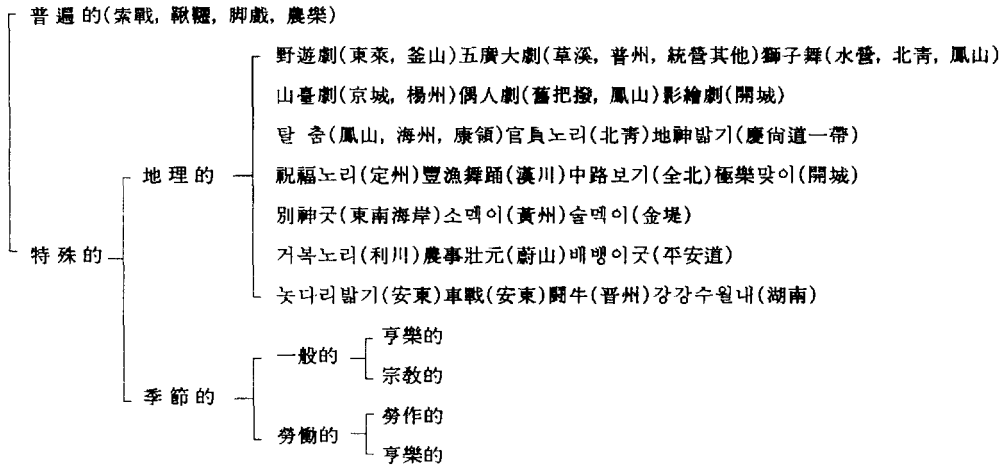 普遍的(索戰, 鞦韆, 脚戱, 農樂)
野遊劇(東萊, 釜山)五廣大劇(草溪, 普州, 統營其他)獅子舞(水營, 北靑, 鳳山)
山臺劇(京城, 楊州)偶人劇(舊把撥, 鳳山)影繪劇(開城)
탈 춤(鳳山, 海州, 康領)官員노리(北靑)地神밟기(慶尙道一帶)
地理的
祝福노리(定州)豐漁舞踊(漢川)中路보기(全北)極樂맞이(開城)
別神굿(東南海岸)소멕이(黃州)술멕이(金堤)
特殊的
거북노리(利川)農事壯元(蔚山)배뱅이굿(平安道)
놋다리밟기(安東)車戰(安東)鬪牛(晋州)강강수월내(湖南)
亨樂的
一般的
宗敎的
季節的
勞作的
勞働的
亨樂的